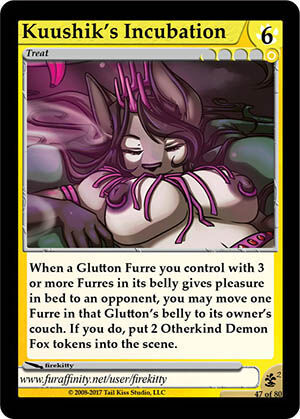 Kuushik's Incubation
6
Treat
When a Glutton Furre you control with 3
or more Furres in its belly gives pleasure
in bed to an opponent, you may move one
Furre in that Glutton's belly to its owner's
couch. If you do, put 2 Otherkind Demon
Fox tokens into the scene.
firekitty
www.furaffinity.net/user/firekitty
© 2008-2017 Tail Kiss Studio, LLC
47 of 80
2